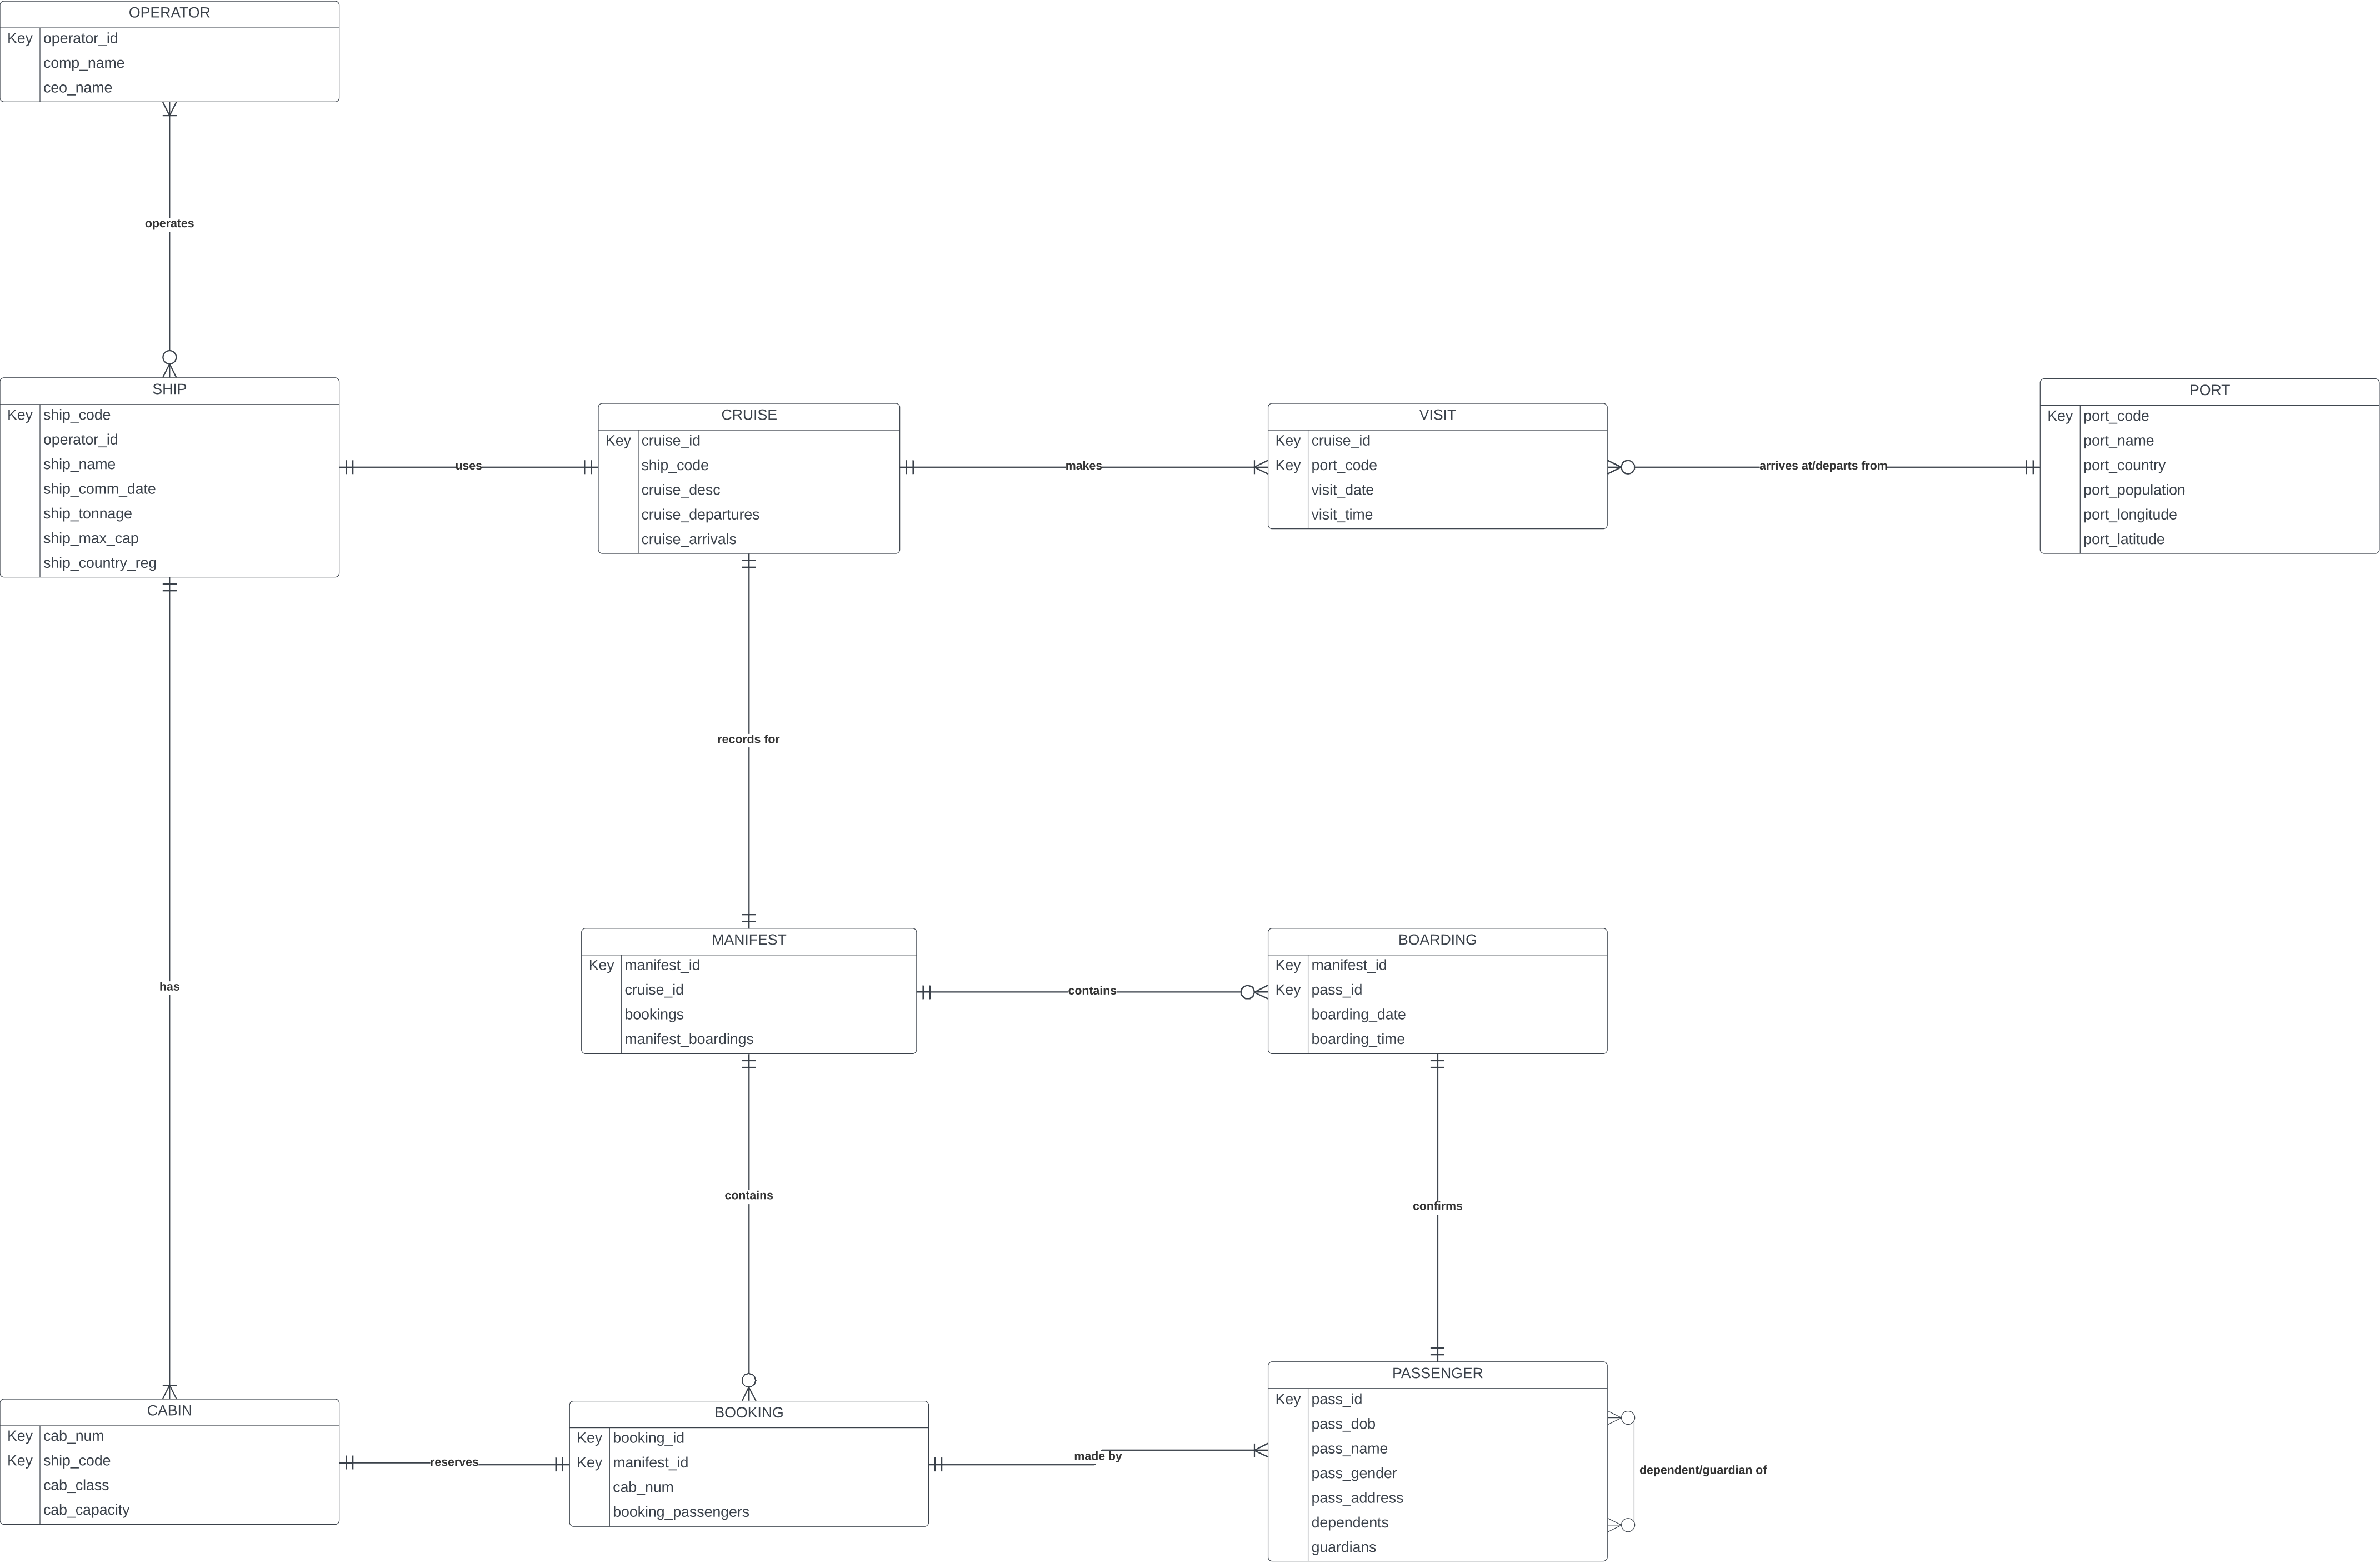 OPERATOR
Key operator_id
comp_name
ceo_name
operates
SHIP
Key ship_code
operator_id
ship_name
ship_comm_date
ship_tonnage
ship_max_cap
ship_country_reg
uses
CRUISE
Key cruise_id
ship_code
cruise_desc
cruise_departures
cruise_arrivals
makes
VISIT
Key cruise_id
Key port_code
visit_date
visit_time
arrives at/departs from
PORT
Key port_code
port_name
port_country
port_population
port_longitude
port_latitude
records for
has
MANIFEST
Key manifest_id
cruise_id
bookings
manifest_boardings
contains
BOARDING
Key manifest_id
Key pass_id
boarding_date
boarding_time
contains
confirms
CABIN
Key cab_num
Key ship_code
cab_class
cab_capacity
reserves
BOOKING
Key booking_id
Key manifest_id
cab_num
booking_passengers
made by
PASSENGER
Key pass_id
pass_dob
pass_name
pass_gender
pass_address
dependents
guardians
dependent/guardian of